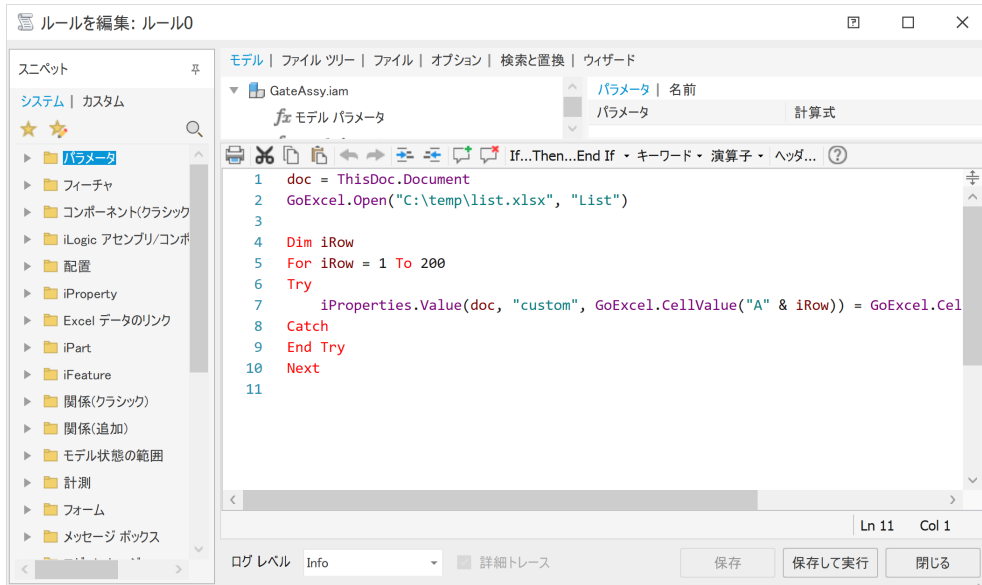 ルールを編集: ルール0
スニペット
システム | カスタム
パラメータ
フィーチャ
コンポーネント(クラシック
iLogic アセンブリ/コンポ
配置
iProperty
Excel データのリンク
iPart
iFeature
関係(クラシック)
関係(追加)
モデル状態の範囲
計測
フォーム
メッセージ ボックス
モデル | ファイル ツリー | ファイル | オプション | 検索と置換 | ウィザード
GateAssy.iam
fx モデル パラメータ
パラメータ | 名前
パラメータ 計算式
If...Then...End If キーワード 演算子 ヘッダ...
1 doc = ThisDoc.Document
2 GoExcel.Open("C:\temp\list.xlsx", "List")
3
4 Dim iRow
5 For iRow = 1 To 200
6 Try
7 iProperties.Value(doc, "custom", GoExcel.CellValue("A" & iRow)) = GoExcel.Cel
8 Catch
9 End Try
10 Next
11
Ln 11 Col 1
ログ レベル Info 詳細トレース 保存 保存して実行 閉じる